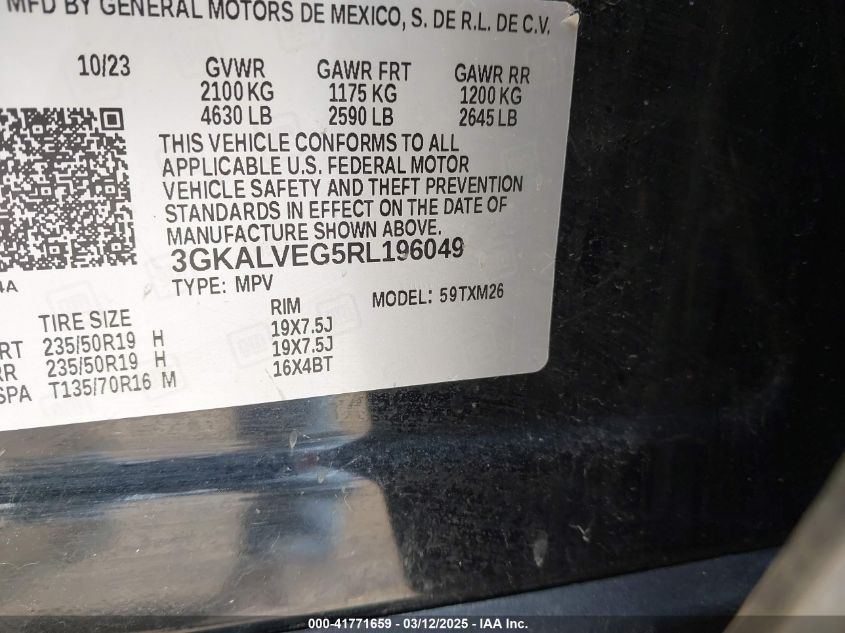 MFD BY GENERAL MOTORS DE MEXICO, S. DE R.L. DE C.V.
10/23 GVWR GAWR FRT GAWR RR
2100 KG 1175 KG 1200 KG
4630 LB 2590 LB 2645 LB
THIS VEHICLE CONFORMS TO ALL
APPLICABLE U.S. FEDERAL MOTOR
VEHICLE SAFETY AND THEFT PREVENTION
STANDARDS IN EFFECT ON THE DATE OF
MANUFACTURE SHOWN ABOVE.
3GKALVEG5RL196049
TYPE: MPV MODEL: 59TXM26
TIRE SIZE RIM
RT 235/50R19 H 19X7.5J
RR 235/50R19 H 19X7.5J
SPA T135/70R16 M 16X4BT
000-41771659 - 03/12/2025 - IAA Inc.